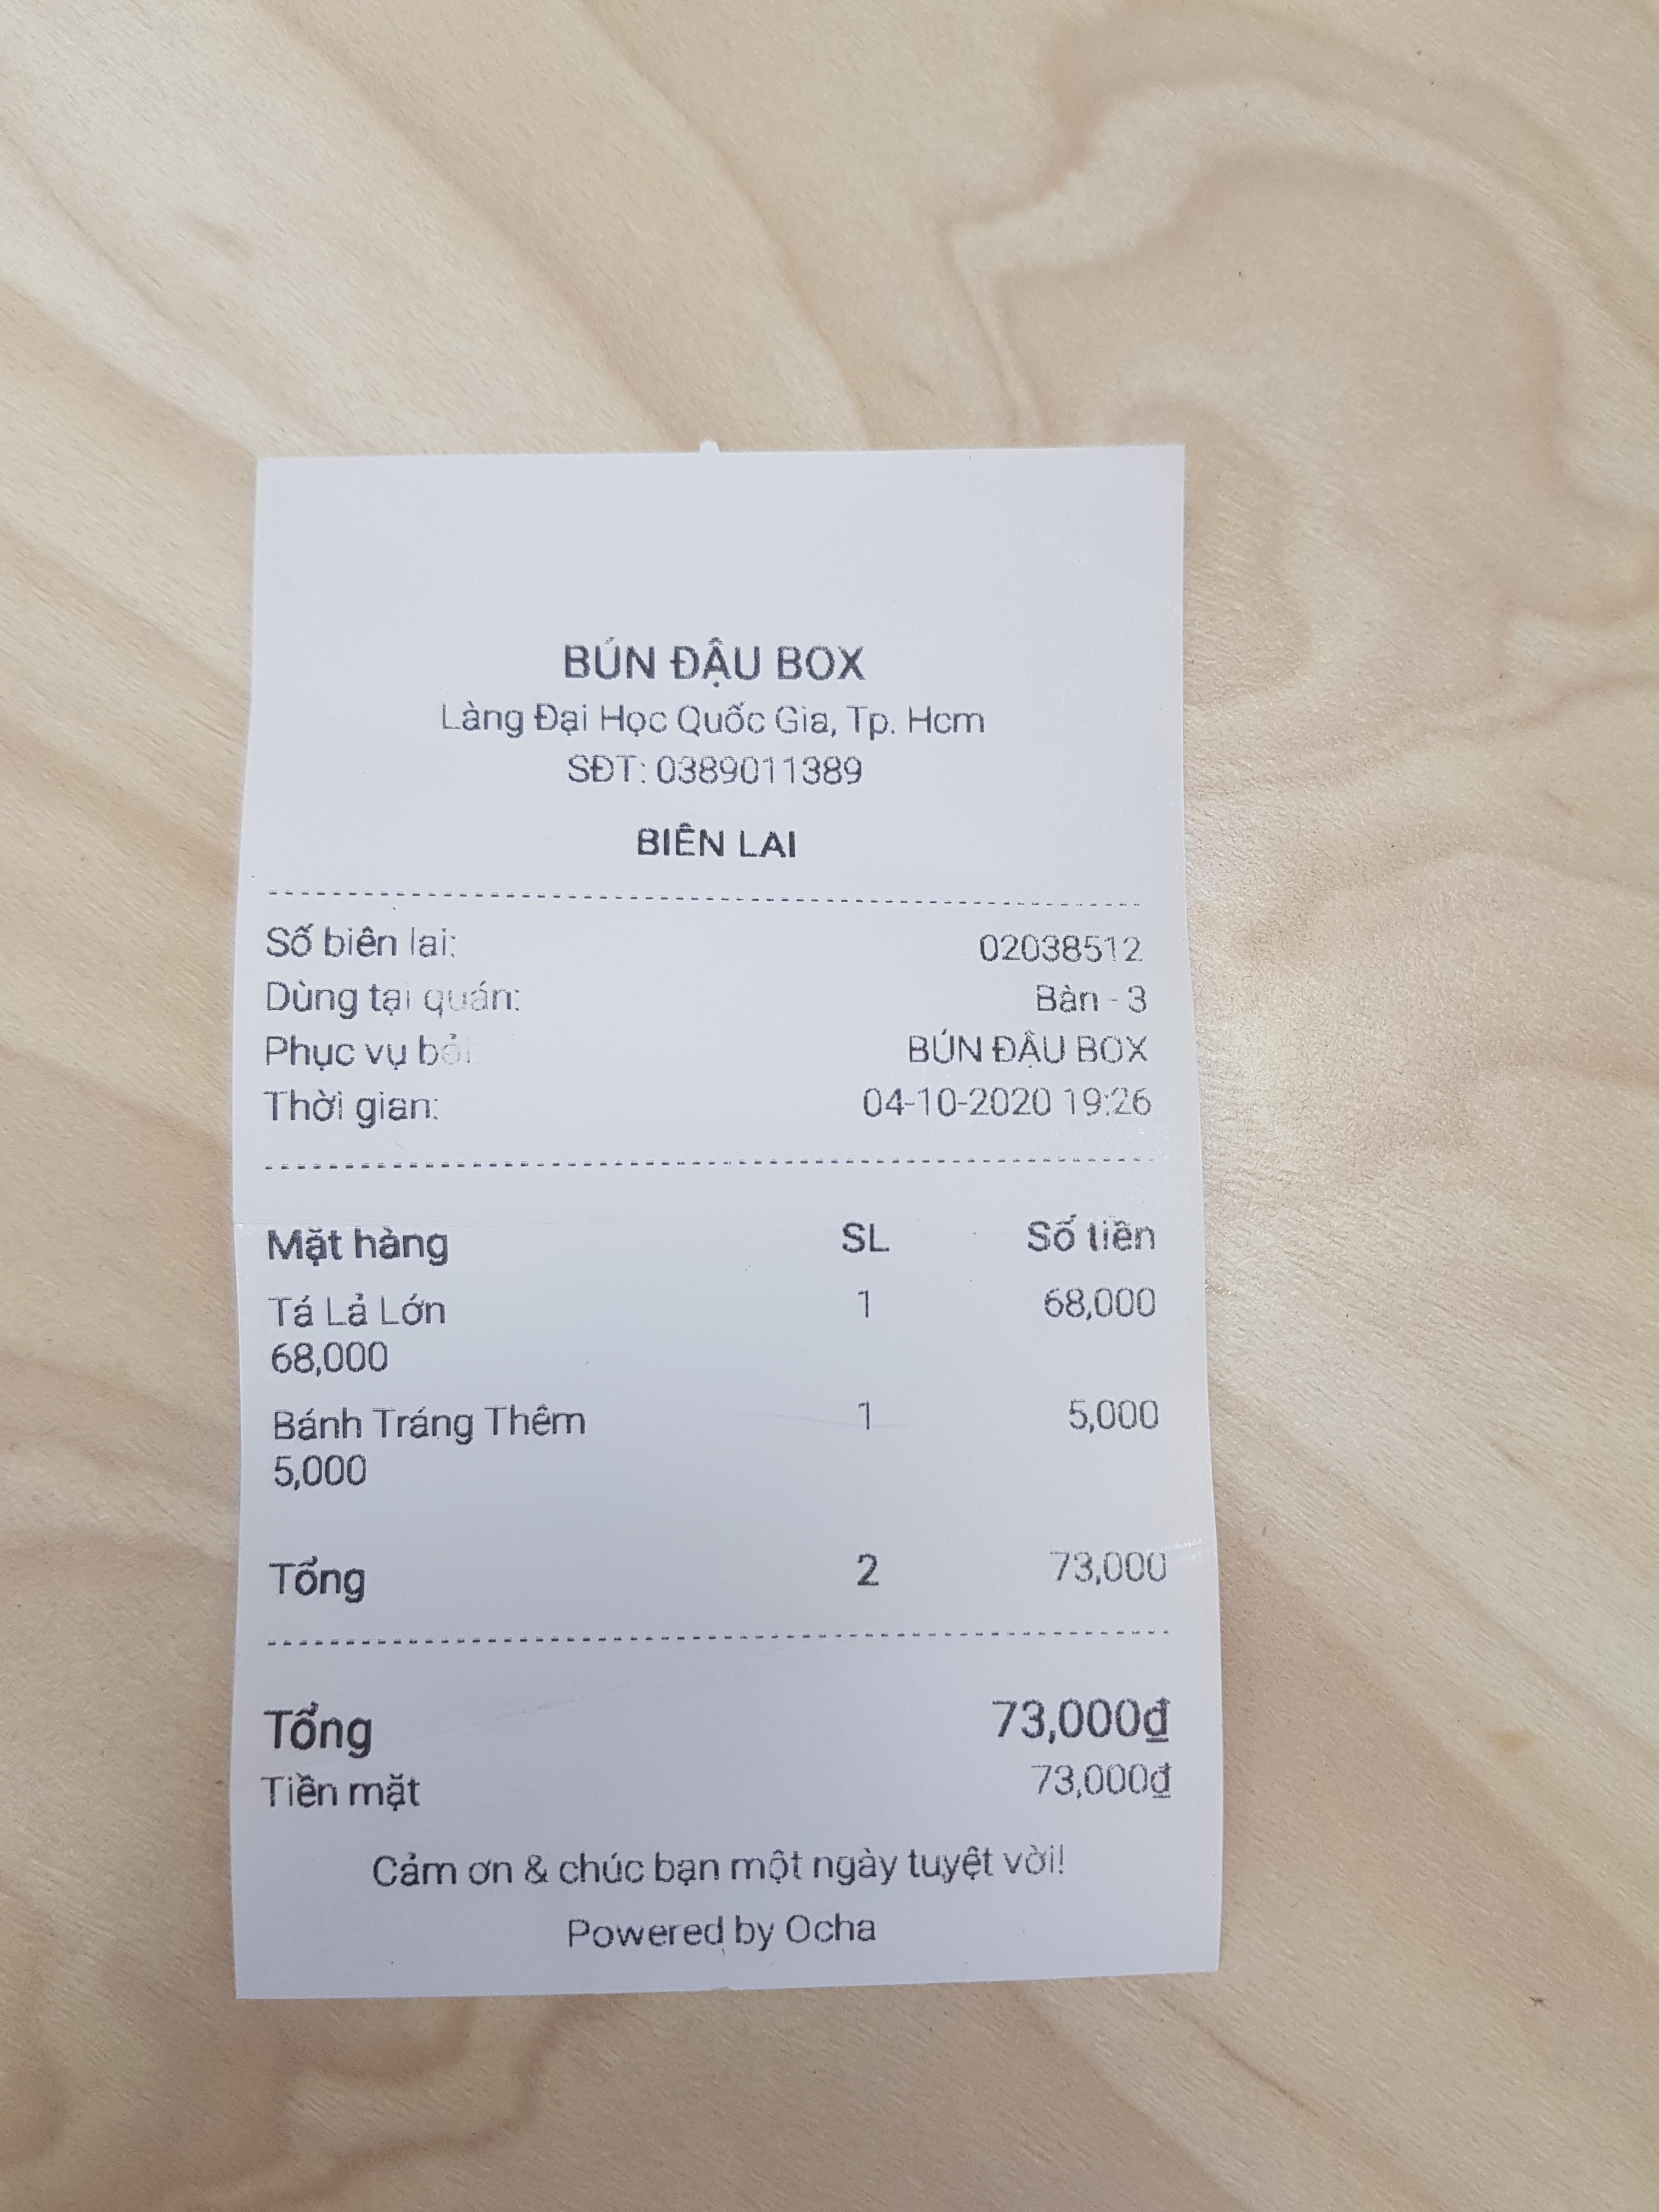 BÚN ĐẬU BOX
Làng Đại Học Quốc Gia, Tp. Hcm
SĐT: 0389011389
BIÊN LAI
Số biên lai: 02038512
Dùng tại quán: Bàn - 3
Phục vụ bởi: BÚN ĐẬU BOX
Thời gian: 04-10-2020 19:26
Mặt hàng SL Số tiền
Tá Lả Lớn 1 68,000
68,000
Bánh Tráng Thêm 1 5,000
5,000
Tổng 2 73,000
Tổng 73,000₫
Tiền mặt 73,000₫
Cảm ơn & chúc bạn một ngày tuyệt vời!
Powered by Ocha